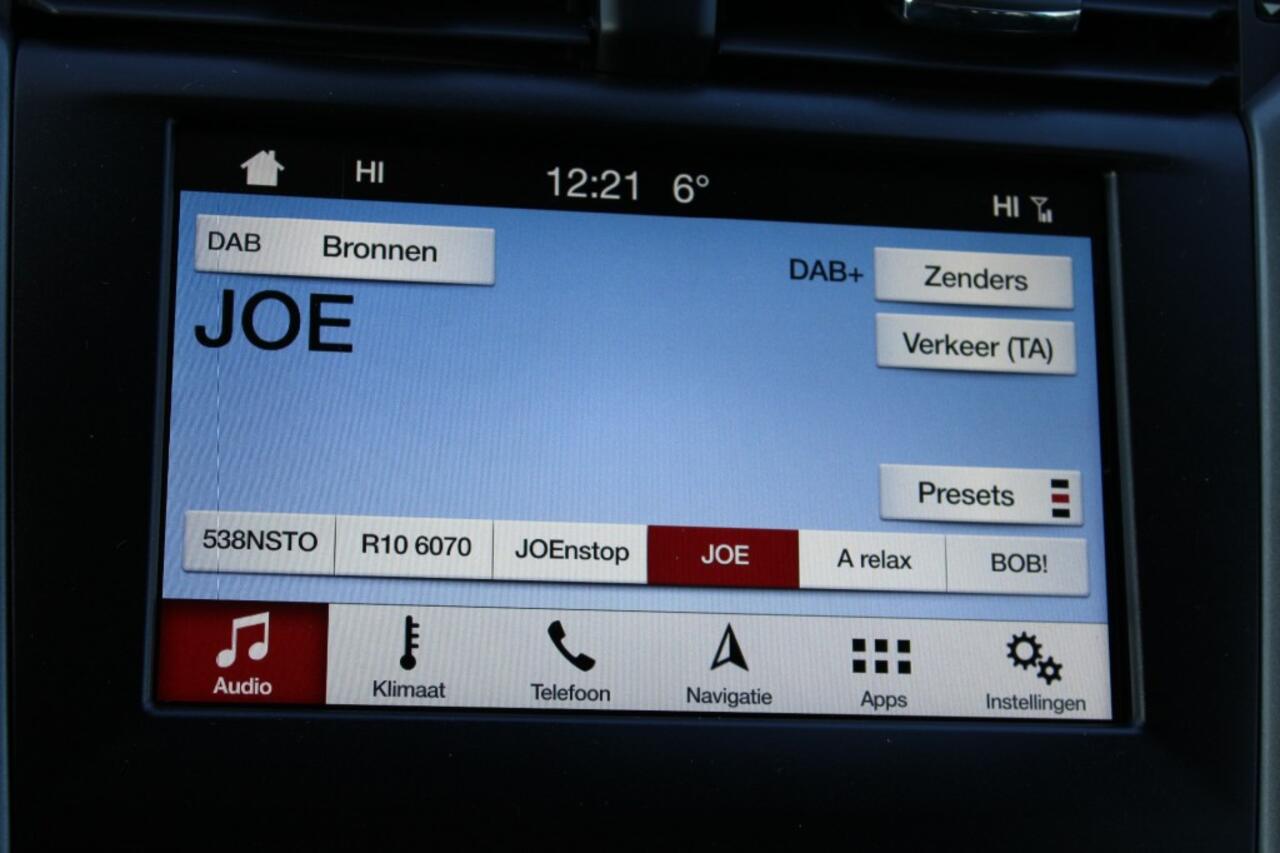 HI 12:21 6° HI
DAB Bronnen
DAB+ Zenders
JOE
Verkeer (TA)
Presets
538NSTO R10 6070 JOEnstop JOE A relax BOB!
Audio Klimaat Telefoon Navigatie Apps Instellingen